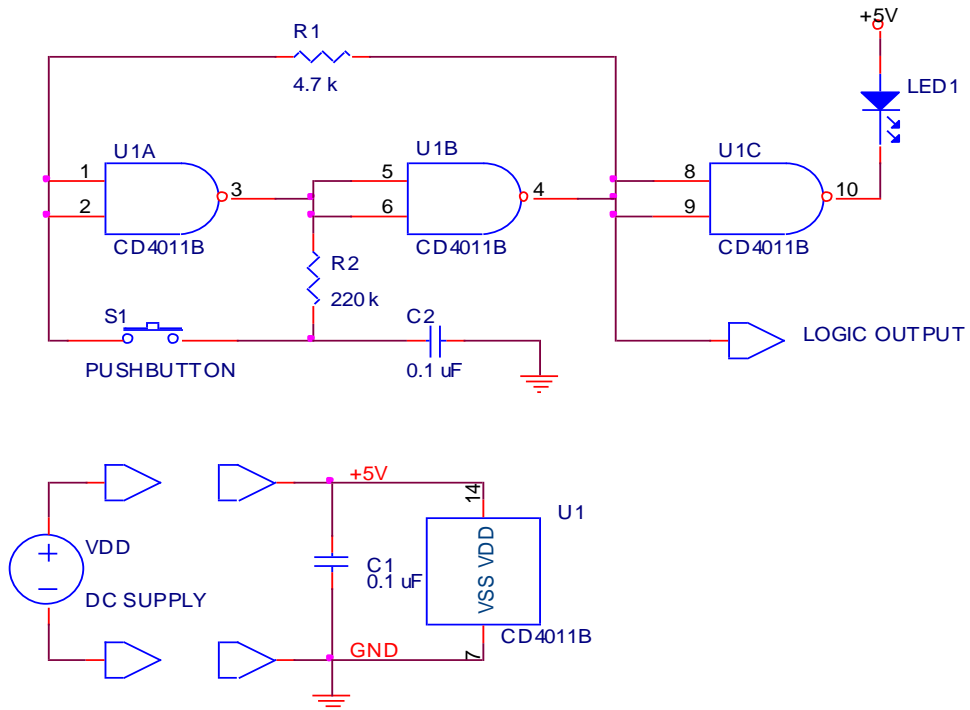 +5V
R1
4.7 k
LED1
U1A
U1B
U1C
1
2
3
5
6
4
8
9
10
CD4011B
CD4011B
CD4011B
R2
220 k
S1
PUSHBUTTON
C2
0.1 uF
LOGIC OUTPUT
+5V
14
U1
VDD
DC SUPPLY
C1
0.1 uF
VSS VDD
CD4011B
GND
7